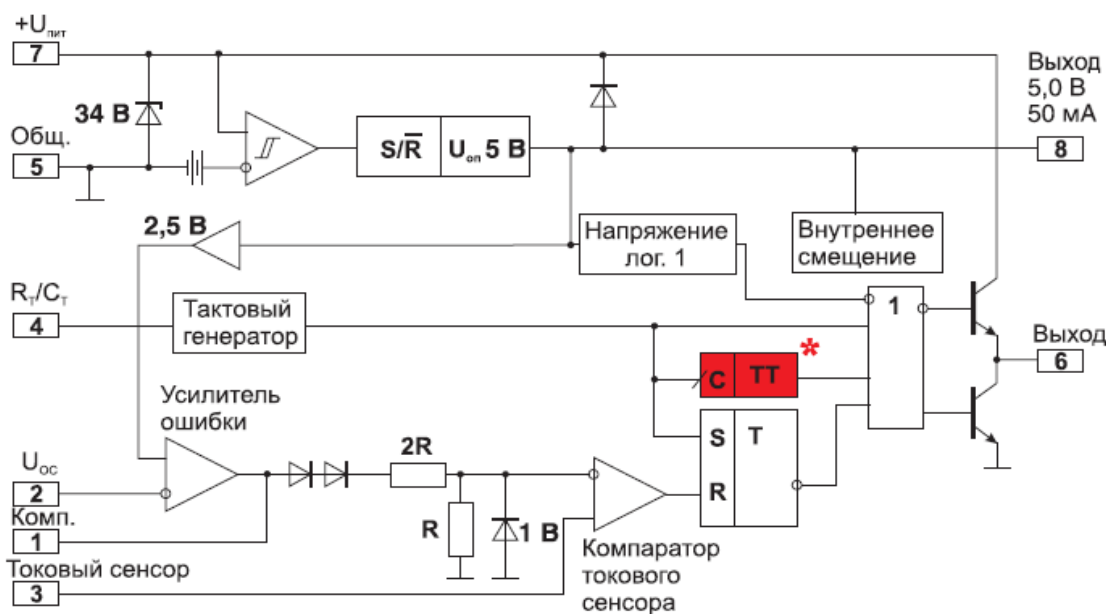 +Uпит
7
34 В
Общ.
5
S/R̅
Uоп 5 В
Выход
5,0 В
50 мА
8
2,5 В
Напряжение
лог. 1
Внутреннее
смещение
RТ/CТ
4
Тактовый
генератор
1
*
C
TT
Выход
6
Усилитель
ошибки
S
T
R
2R
Uос
2
Комп.
1
R
1 В
Токовый сенсор
3
Компаратор
токового
сенсора